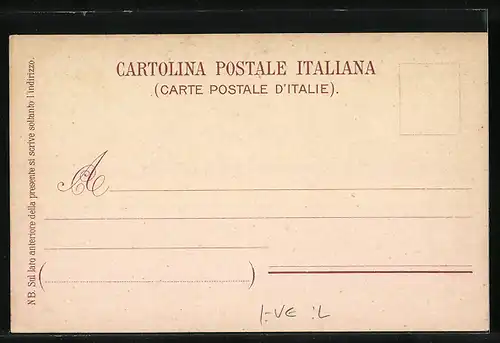 CARTOLINA POSTALE ITALIANA
(CARTE POSTALE D'ITALIE).
NB. Sul lato anteriore della presente si scrive soltanto l'indirizzo.
A